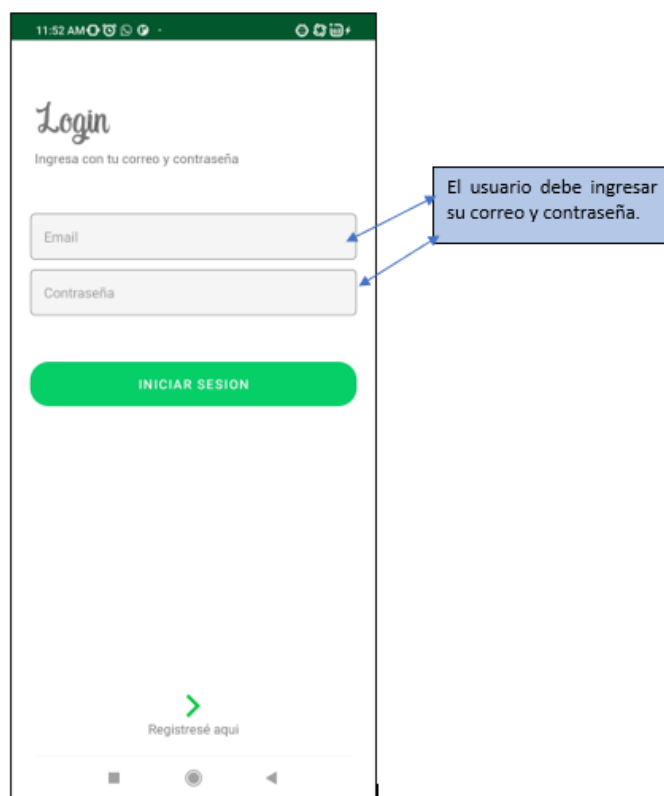 11:52 AM
Login
Ingresa con tu correo y contraseña
El usuario debe ingresar
su correo y contraseña.
Email
Contraseña
INICIAR SESION
Registresé aqui